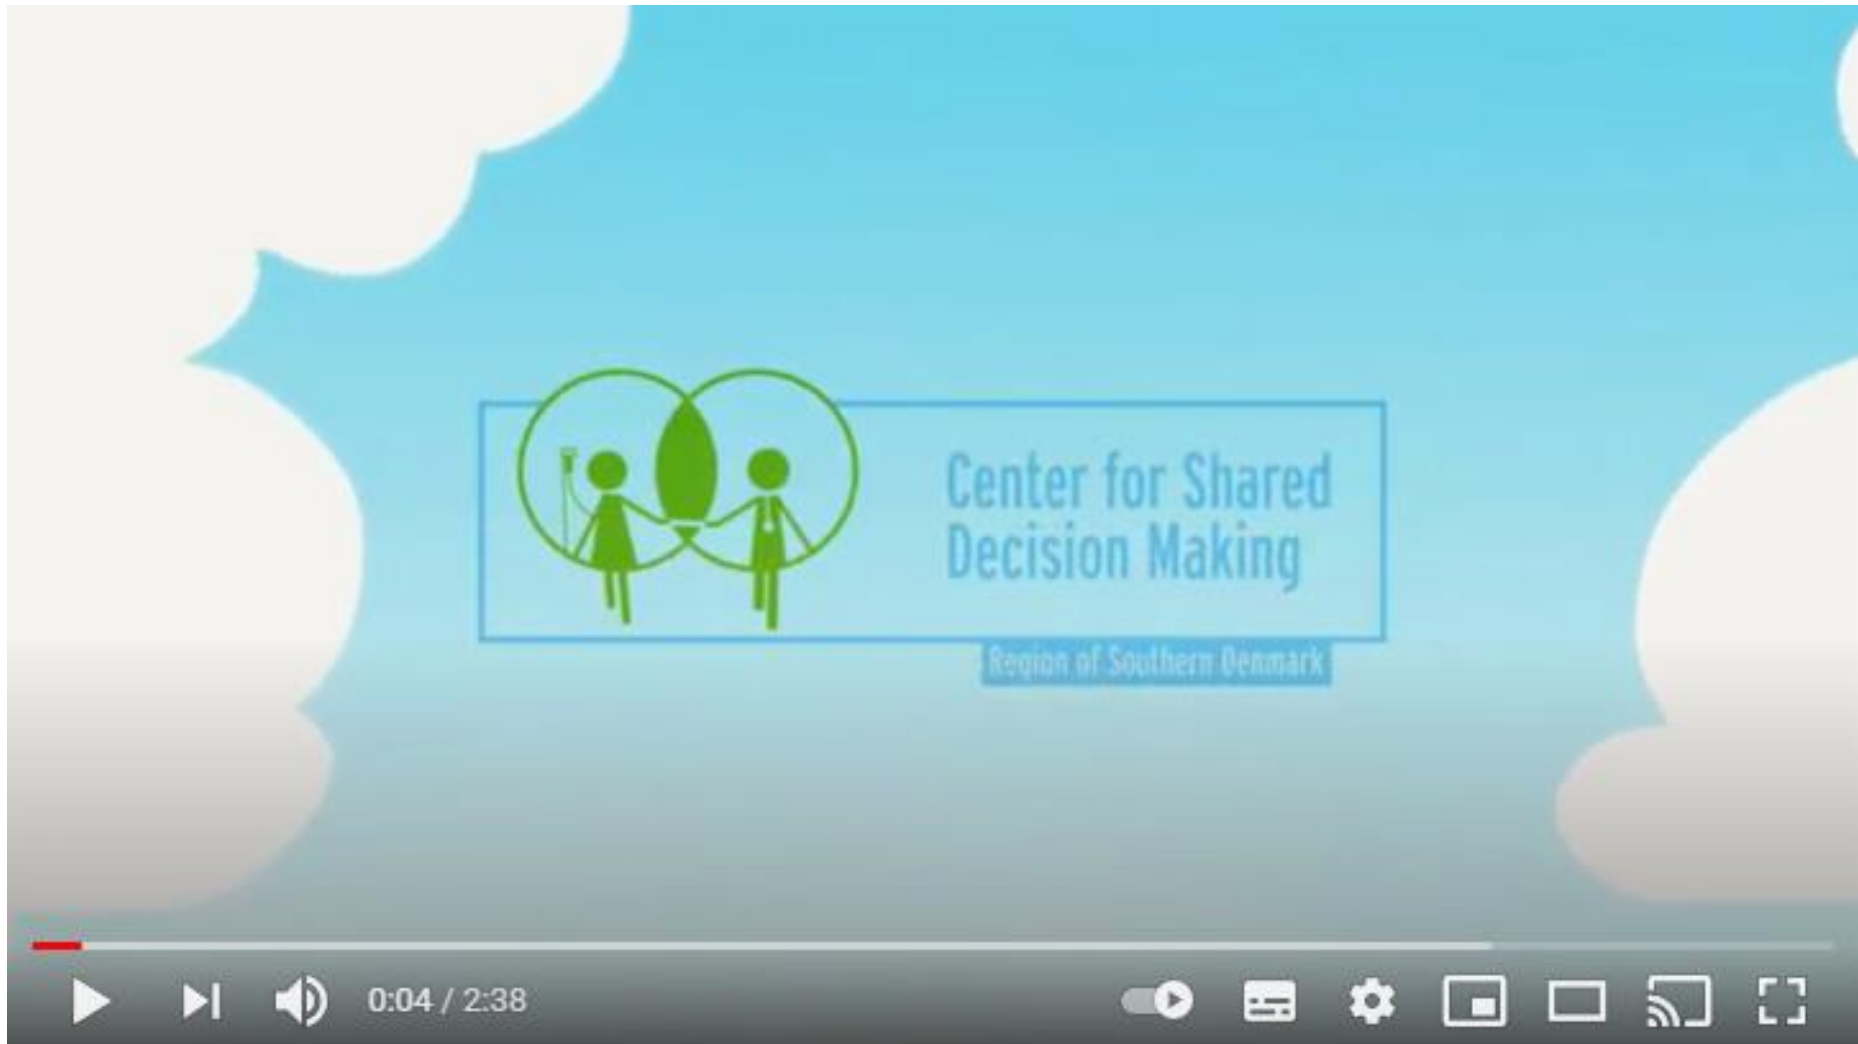 Center for Shared
Decision Making
Region of Southern Denmark
0:04 / 2:38